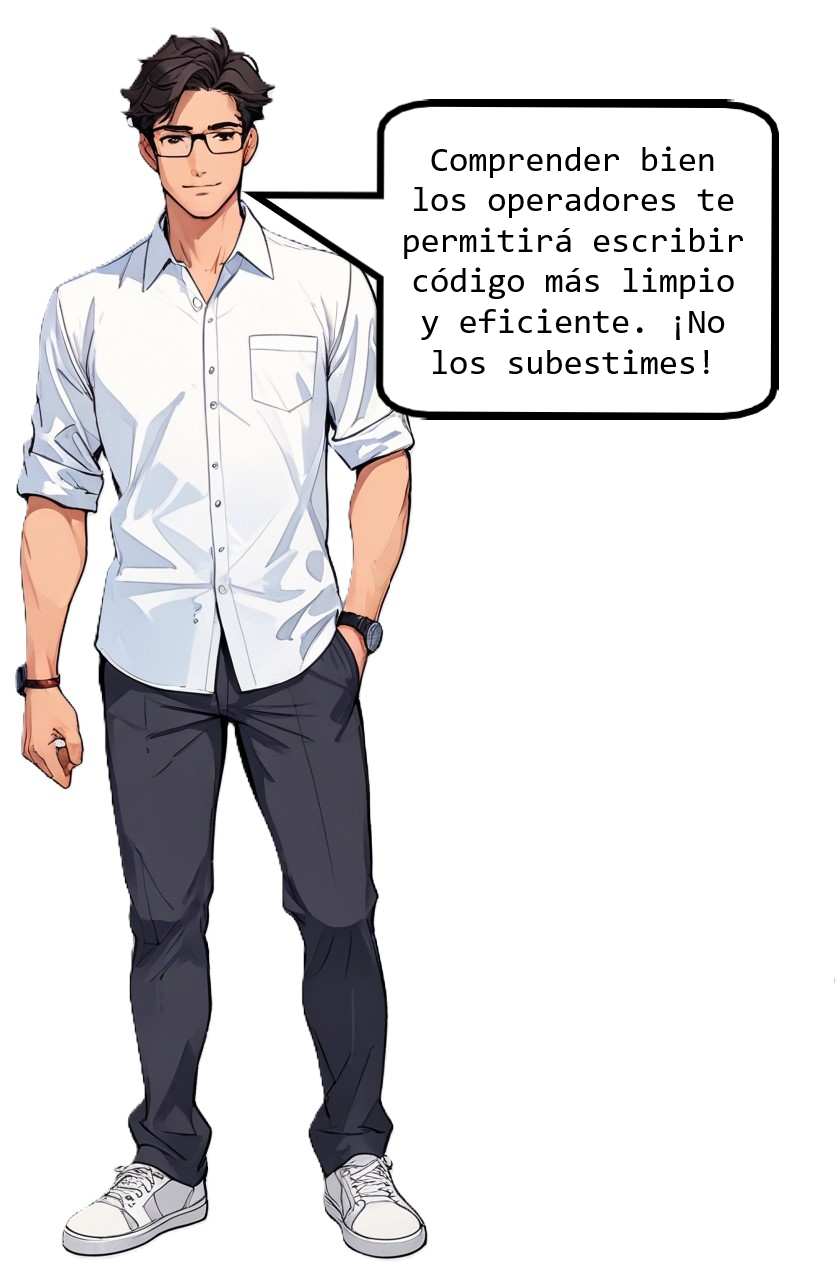 Comprender bien
los operadores te
permitirá escribir
código más limpio
y eficiente. ¡No
los subestimes!